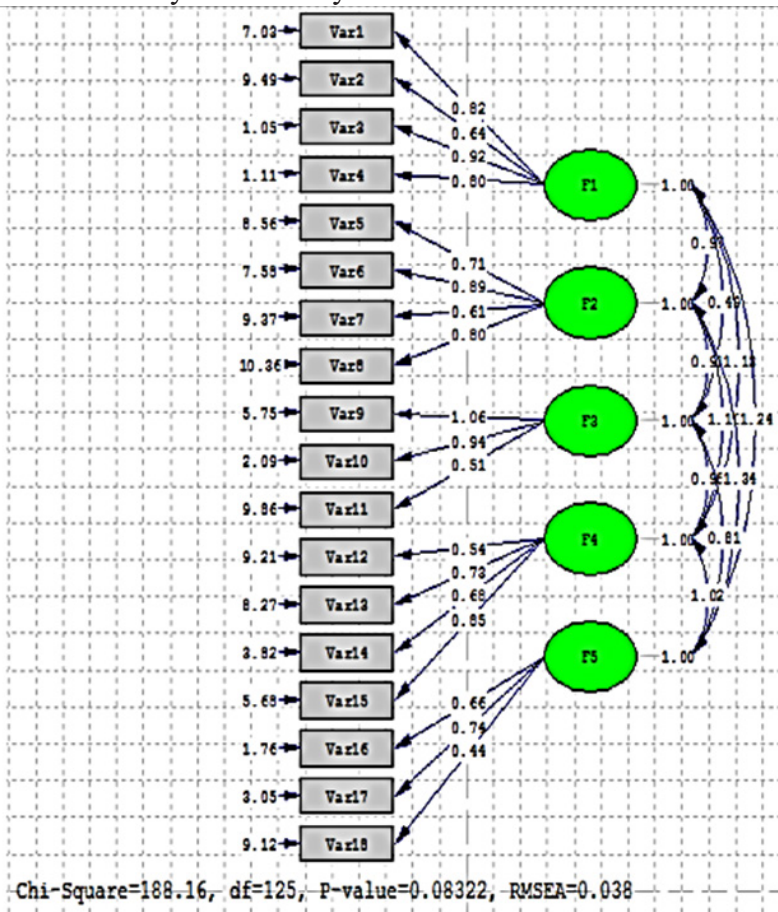 7.03 Var1
9.49 Var2
1.05 Var3
1.11 Var4
8.56 Var5
7.58 Var6
9.37 Var7
10.36 Var8
5.75 Var9
2.09 Var10
9.86 Var11
9.21 Var12
8.27 Var13
3.82 Var14
5.68 Var15
1.76 Var16
3.05 Var17
9.12 Var18
0.82
0.64
0.92
0.80
0.71
0.89
0.61
0.80
1.06
0.94
0.51
0.54
0.73
0.68
0.85
0.66
0.74
0.44
F1 1.00
F2 1.00
F3 1.00
F4 1.00
F5 1.00
0.49
1.13
1.24
1.34
0.81
1.02
Chi-Square=188.16, df=125, P-value=0.08322, RMSEA=0.038